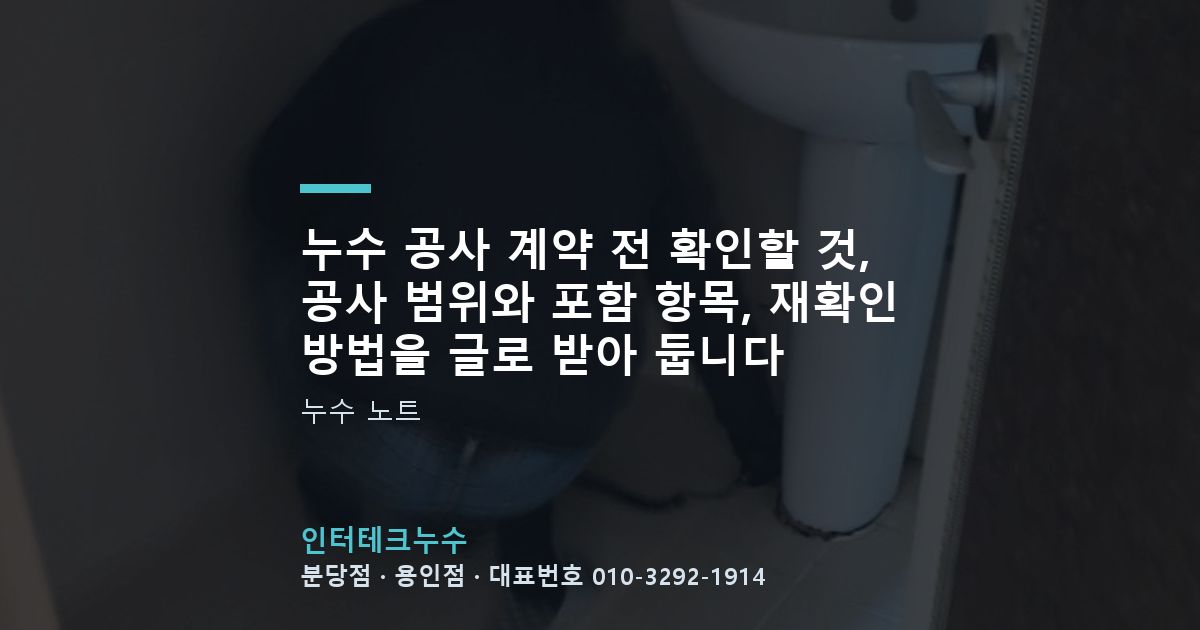 누수 공사 계약 전 확인할 것,
공사 범위와 포함 항목, 재확인
방법을 글로 받아 둡니다
누수 노트
인터테크누수
분당점 · 용인점 · 대표번호 010-3292-1914